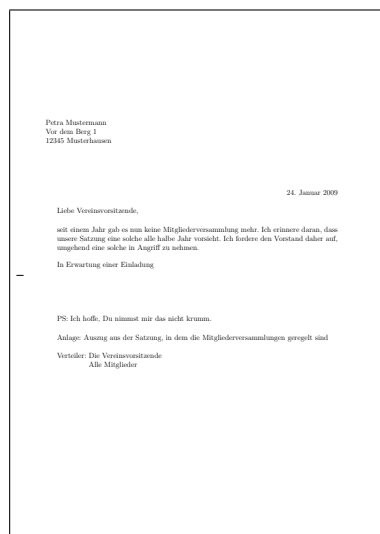 Petra Mustermann
Vor dem Berg 1
12345 Musterhausen
24. Januar 2009
Liebe Vereinsvorsitzende,
seit einem Jahr gab es nun keine Mitgliederversammlung mehr. Ich erinnere daran, dass
unsere Satzung eine solche alle halbe Jahr vorsieht. Ich fordere den Vorstand daher auf,
umgehend eine solche in Angriff zu nehmen.
In Erwartung einer Einladung
PS: Ich hoffe, Du nimmst mir das nicht krumm.
Anlage: Auszug aus der Satzung, in dem die Mitgliederversammlungen geregelt sind
Verteiler: Die Vereinsvorsitzende
Alle Mitglieder